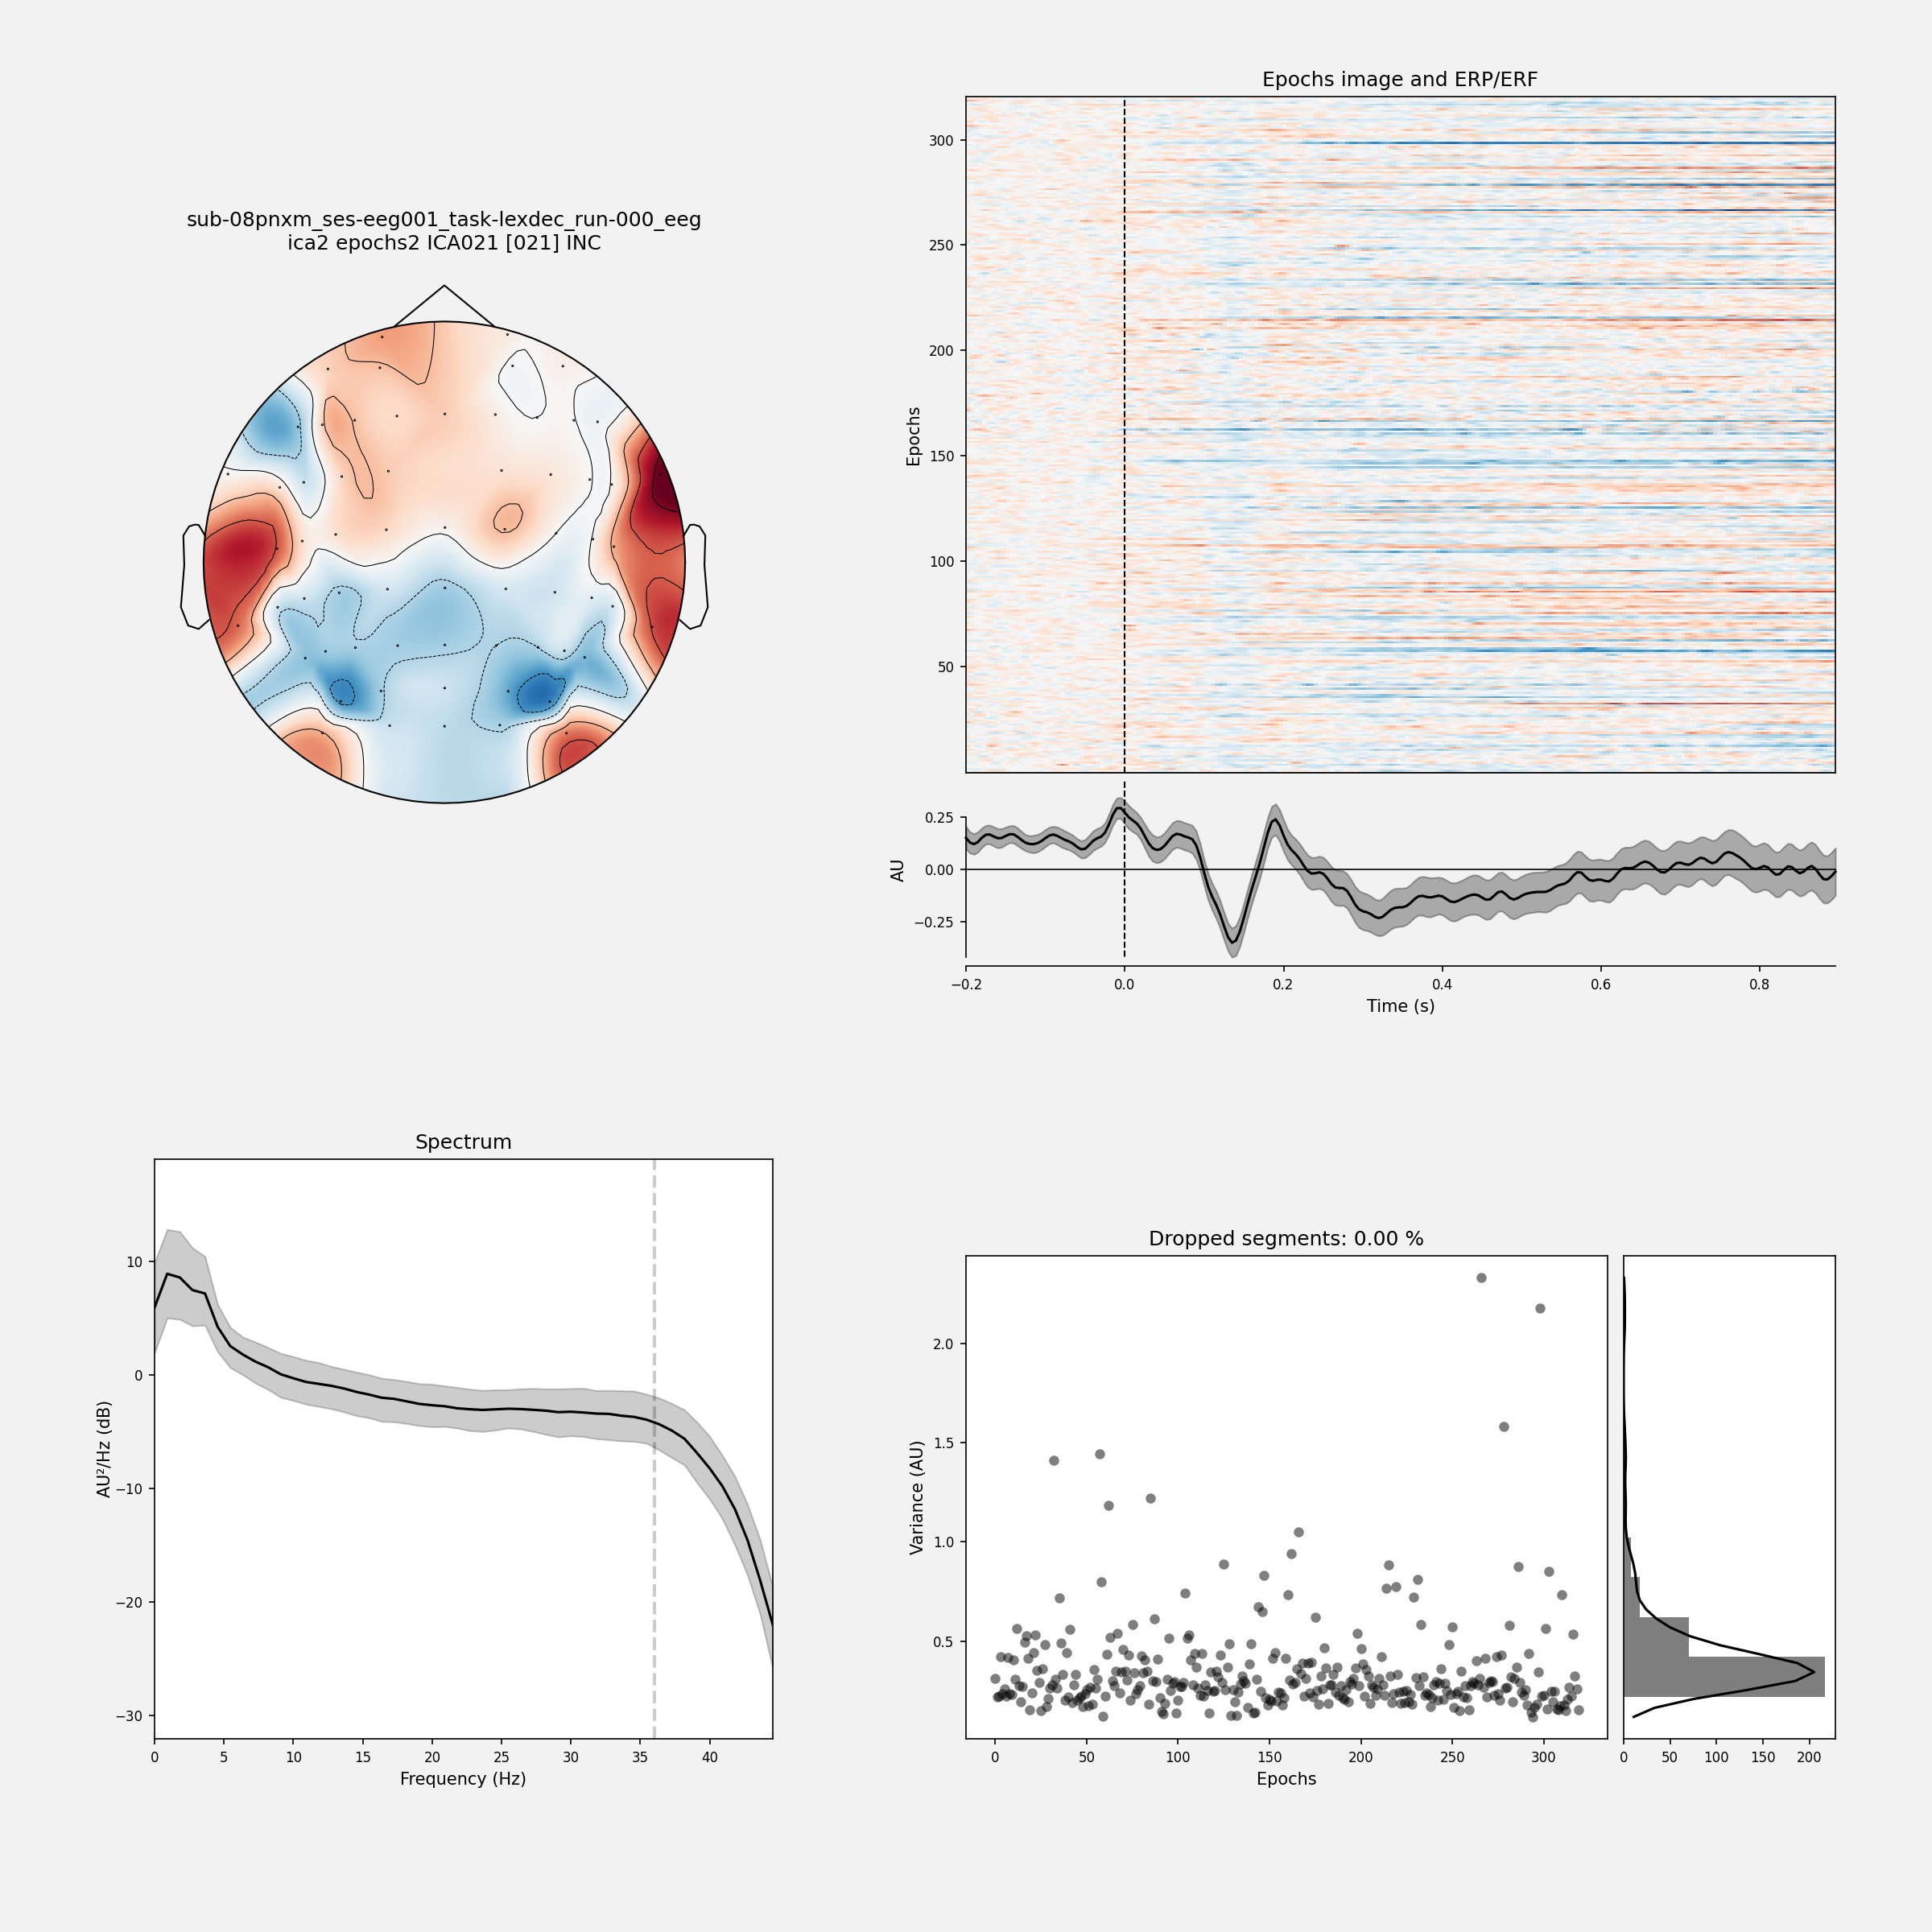 sub-08pnxm_ses-eeg001_task-lexdec_run-000_eeg
ica2 epochs2 ICA021 [021] INC
Epochs image and ERP/ERF
300
250
200
150
100
50
Epochs
0.25
0.00
−0.25
AU
−0.2 0.0 0.2 0.4 0.6 0.8
Time (s)
Spectrum
10
0
−10
−20
−30
AU²/Hz (dB)
0 5 10 15 20 25 30 35 40
Frequency (Hz)
Dropped segments: 0.00 %
2.0
1.5
1.0
0.5
Variance (AU)
0 50 100 150 200 250 300
Epochs
0 50 100 150 200